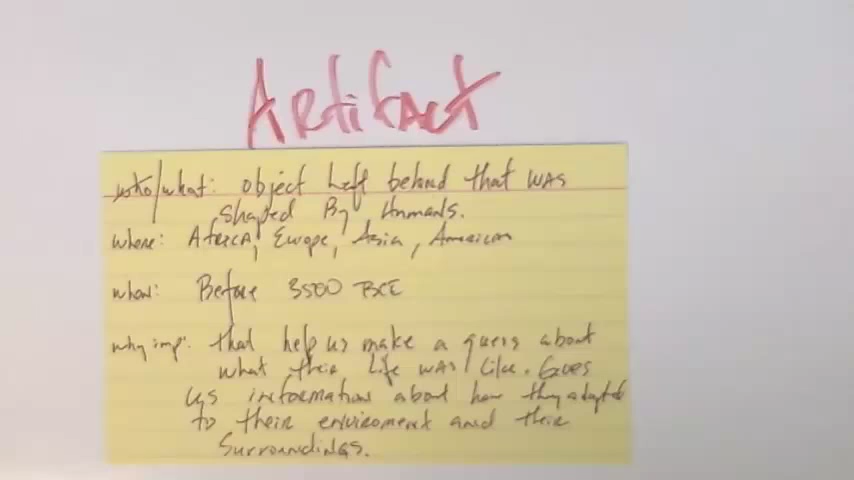 Artifact
who/what: object left behind that was
shaped By Humans.
where: Africa, Europe, Asia, Americas
when: Before 3500 BCE
why imp: that help us make a guess about
what their life was like. Gives
us information about how they adapted
to their enviroment and their
surroundings.